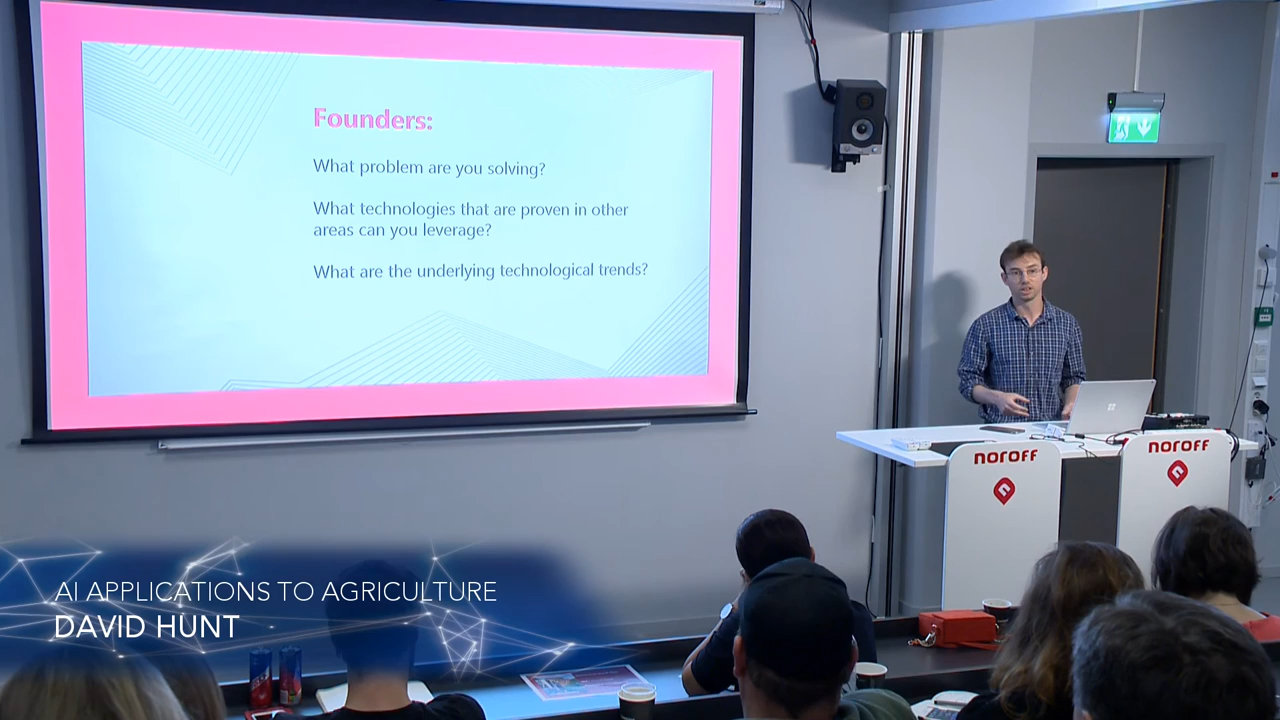 Founders:
What problem are you solving?
What technologies that are proven in other
areas can you leverage?
What are the underlying technological trends?
noroff
noroff
AI APPLICATIONS TO AGRICULTURE
DAVID HUNT